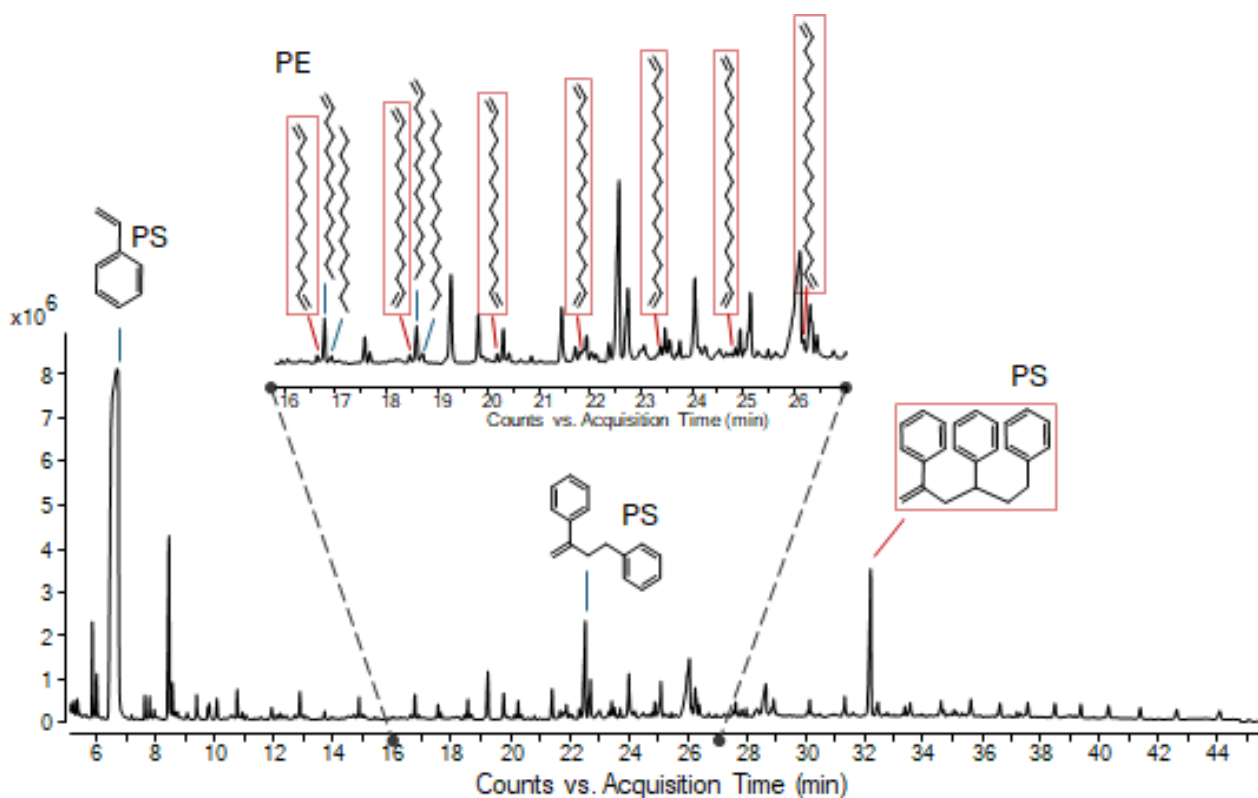 PE
PS
x10⁶
16 17 18 19 20 21 22 23 24 25 26
Counts vs. Acquisition Time (min)
PS
PS
8
7
6
5
4
3
2
1
0
6 8 10 12 14 16 18 20 22 24 26 28 30 32 34 36 38 40 42 44
Counts vs. Acquisition Time (min)